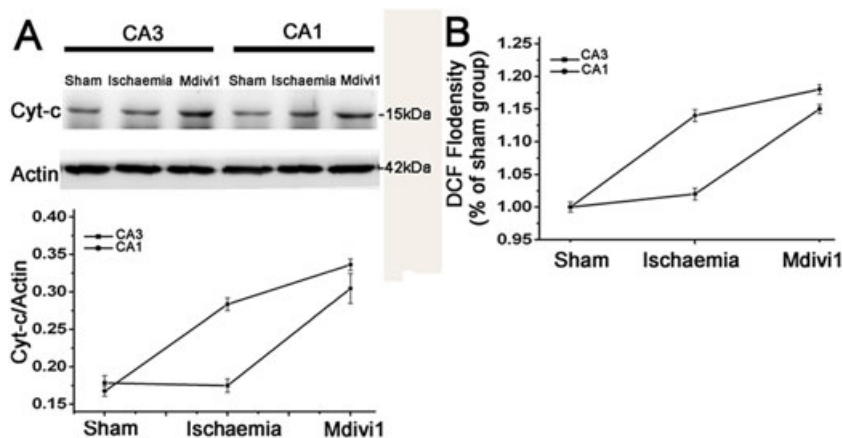 A
CA3 CA1
Sham Ischaemia Mdivi1 Sham Ischaemia Mdivi1
Cyt-c -15kDa
Actin -42kDa
0.40
0.35
0.30
0.25
0.20
0.15
Cyt-c/Actin
CA3
CA1
Sham Ischaemia Mdivi1
B
1.25
1.20
1.15
1.10
1.05
1.00
0.95
DCF Flodensity
(% of sham group)
CA3
CA1
Sham Ischaemia Mdivi1